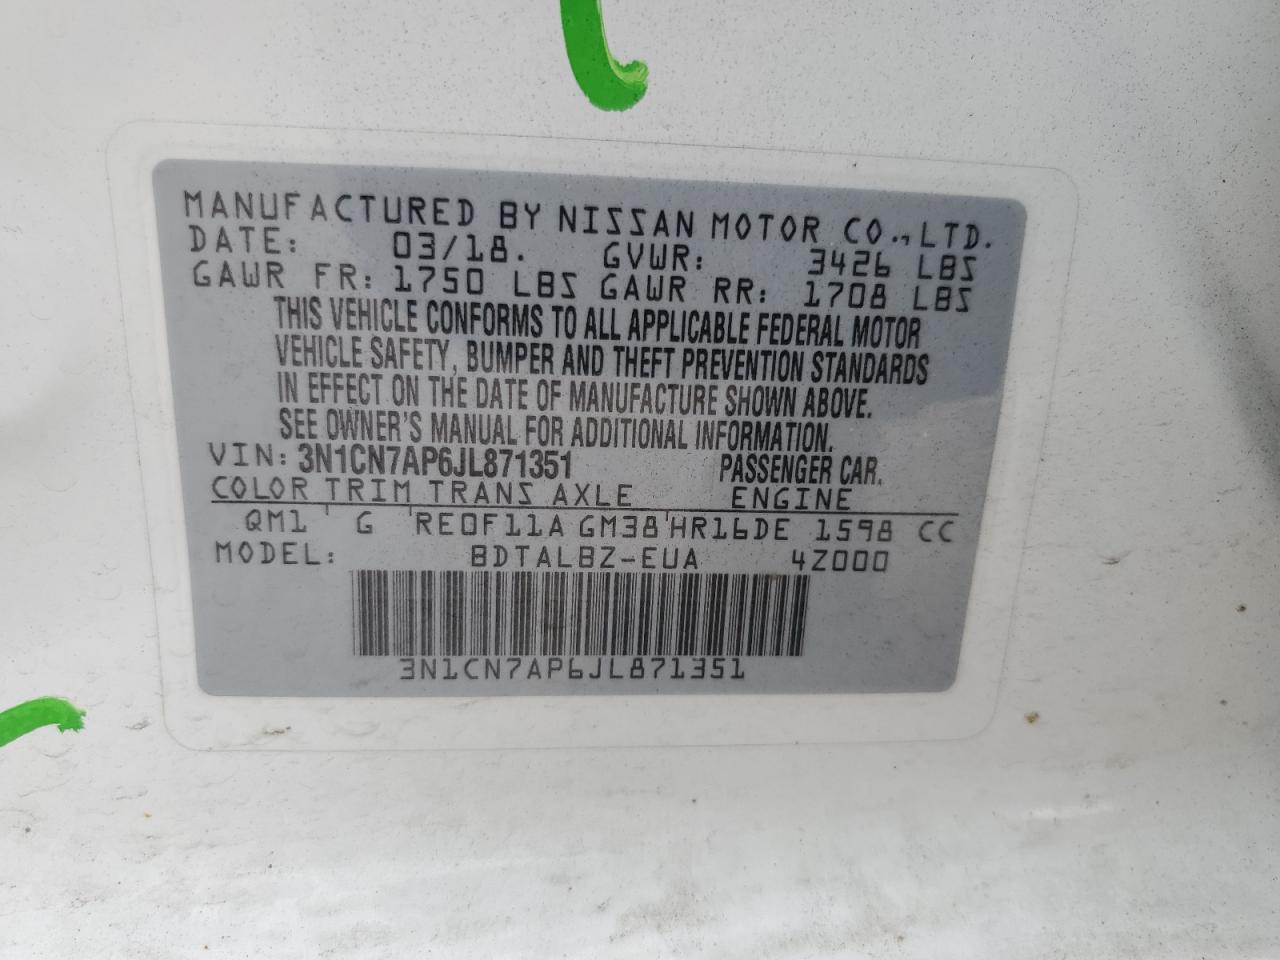 MANUFACTURED BY NISSAN MOTOR CO., LTD.
DATE: 03/18. GVWR: 3426 LBS
GAWR FR: 1750 LBS GAWR RR: 1708 LBS
THIS VEHICLE CONFORMS TO ALL APPLICABLE FEDERAL MOTOR
VEHICLE SAFETY, BUMPER AND THEFT PREVENTION STANDARDS
IN EFFECT ON THE DATE OF MANUFACTURE SHOWN ABOVE.
SEE OWNER'S MANUAL FOR ADDITIONAL INFORMATION.
VIN: 3N1CN7AP6JL871351 PASSENGER CAR.
COLOR TRIM TRANS AXLE ENGINE
QM1 ' G ' RE0F11A GM38 ' HR16DE 1598 CC
MODEL: BDTALBZ-EUA 4Z000
3N1CN7AP6JL871351